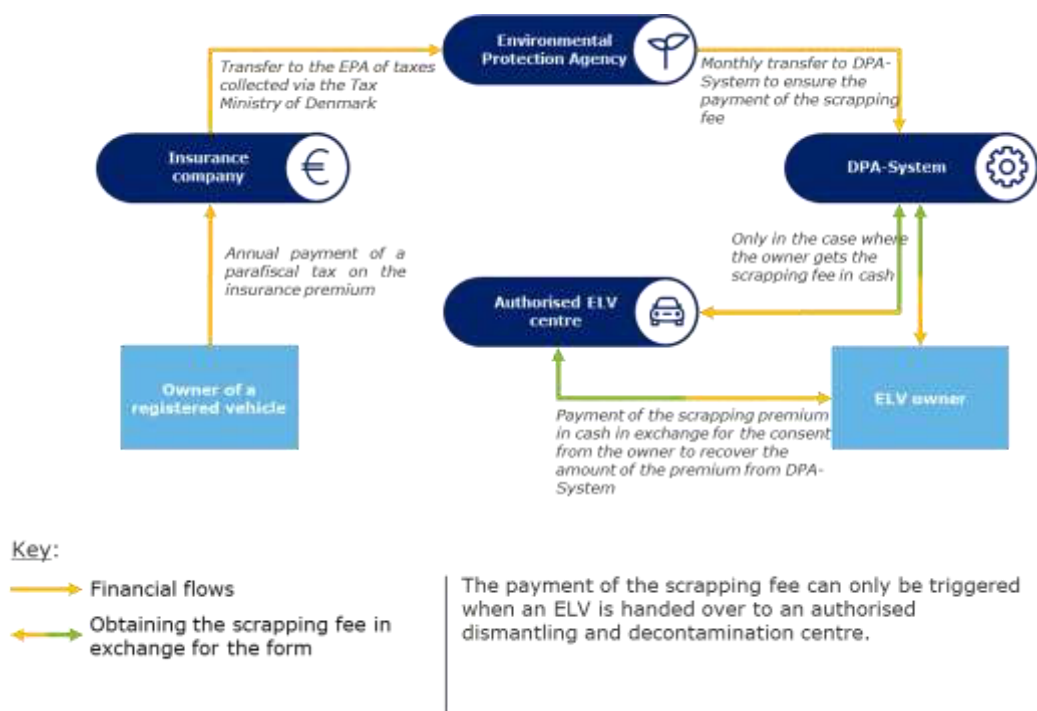 Environmental
Protection Agency
Transfer to the EPA of taxes
collected via the Tax
Ministry of Denmark
Monthly transfer to DPA-
System to ensure the
payment of the scrapping
fee
Insurance
company
€
DPA-System
Annual payment of a
parafiscal tax on the
insurance premium
Only in the case where
the owner gets the
scrapping fee in cash
Authorised ELV
centre
Owner of a
registered vehicle
ELV owner
Payment of the scrapping premium
in cash in exchange for the consent
from the owner to recover the
amount of the premium from DPA-
System
Key:
Financial flows
Obtaining the scrapping fee in
exchange for the form
The payment of the scrapping fee can only be triggered
when an ELV is handed over to an authorised
dismantling and decontamination centre.